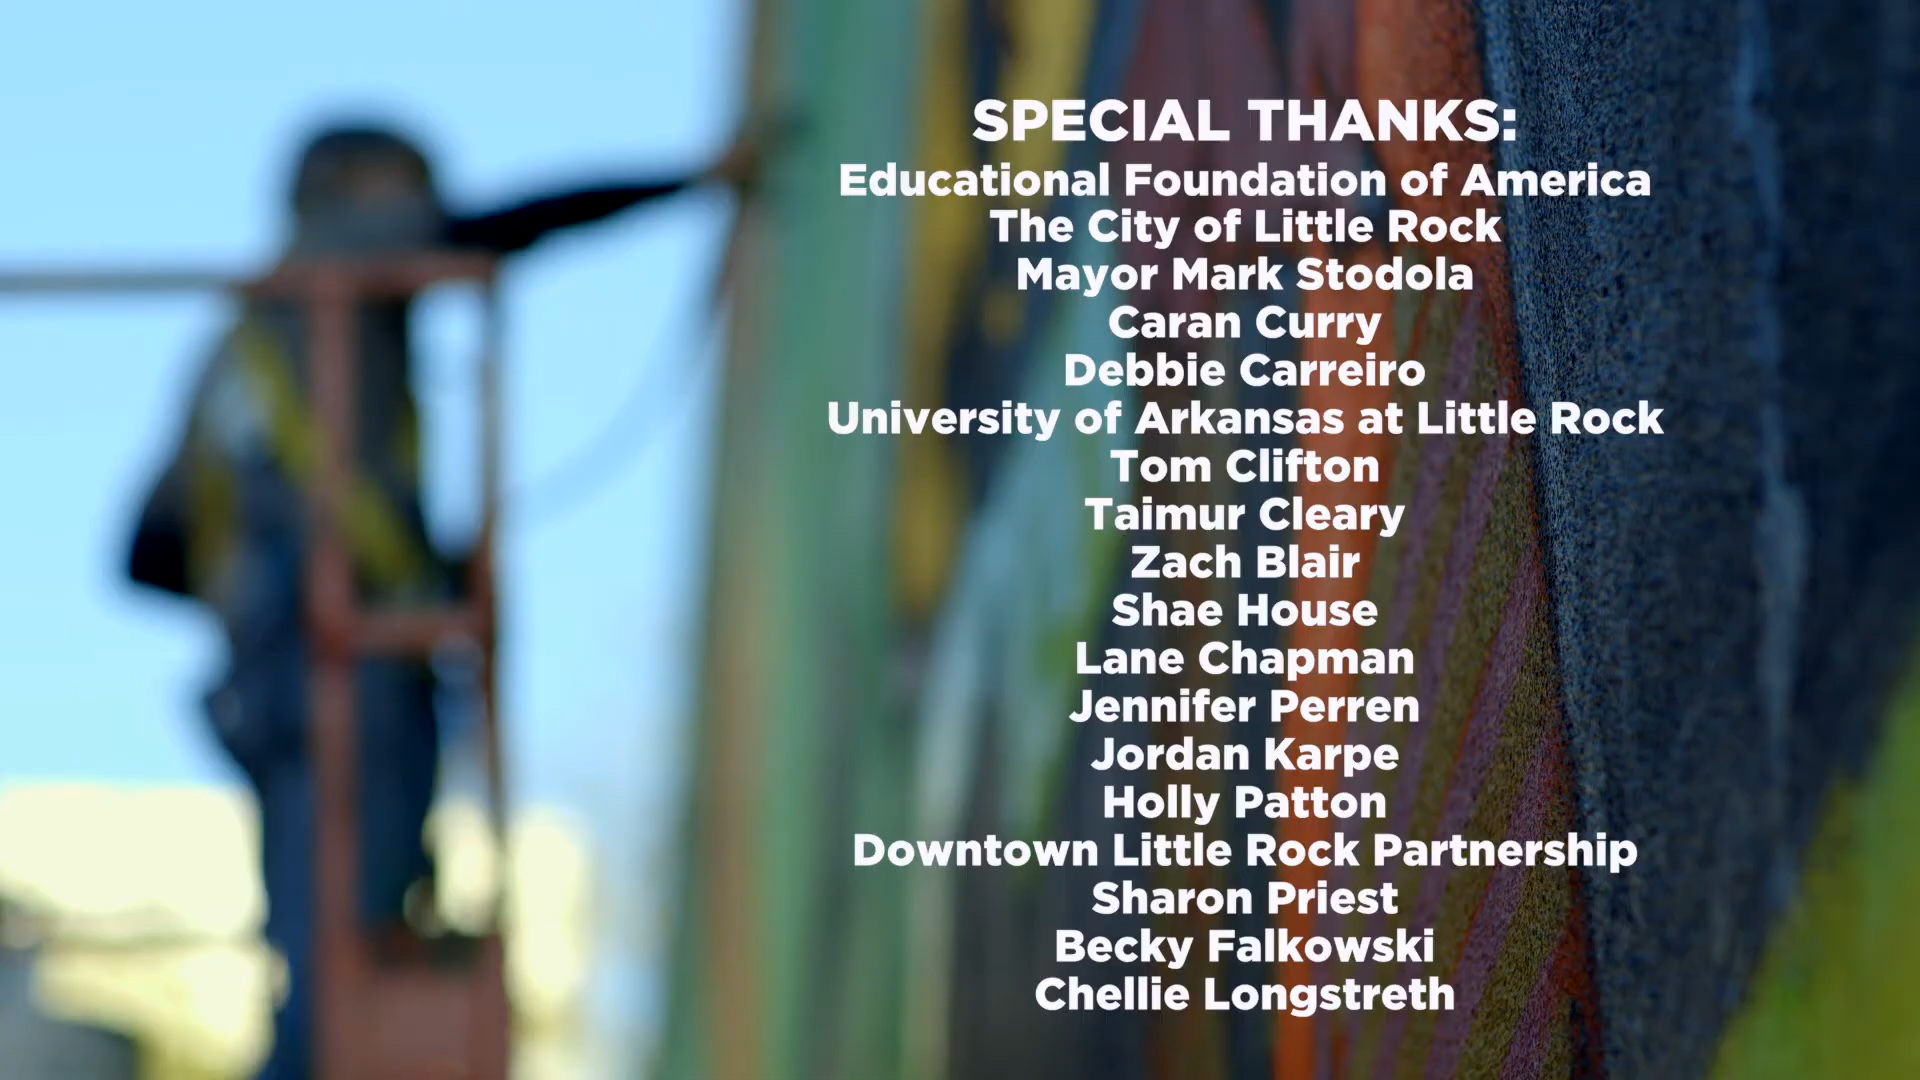 SPECIAL THANKS:
Educational Foundation of America
The City of Little Rock
Mayor Mark Stodola
Caran Curry
Debbie Carreiro
University of Arkansas at Little Rock
Tom Clifton
Taimur Cleary
Zach Blair
Shae House
Lane Chapman
Jennifer Perren
Jordan Karpe
Holly Patton
Downtown Little Rock Partnership
Sharon Priest
Becky Falkowski
Chellie Longstreth